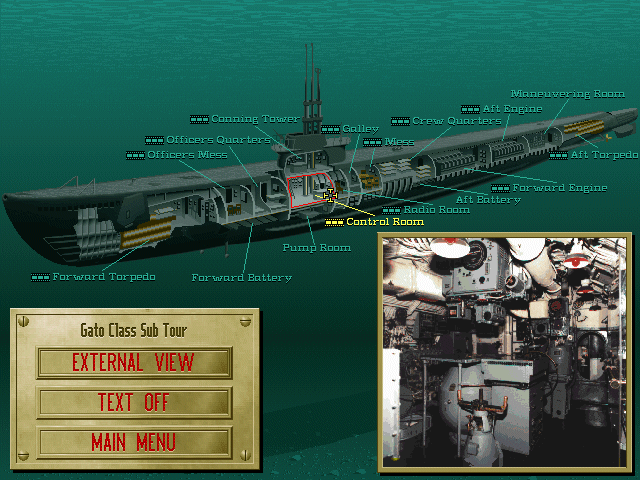 Maneuvering Room
Aft Engine
Conning Tower
Crew Quarters
Galley
Officers Quarters
Mess
Officers Mess
Aft Torpedo
Forward Engine
Aft Battery
Radio Room
Control Room
Pump Room
Forward Torpedo
Forward Battery
Gato Class Sub Tour
EXTERNAL VIEW
TEXT OFF
MAIN MENU